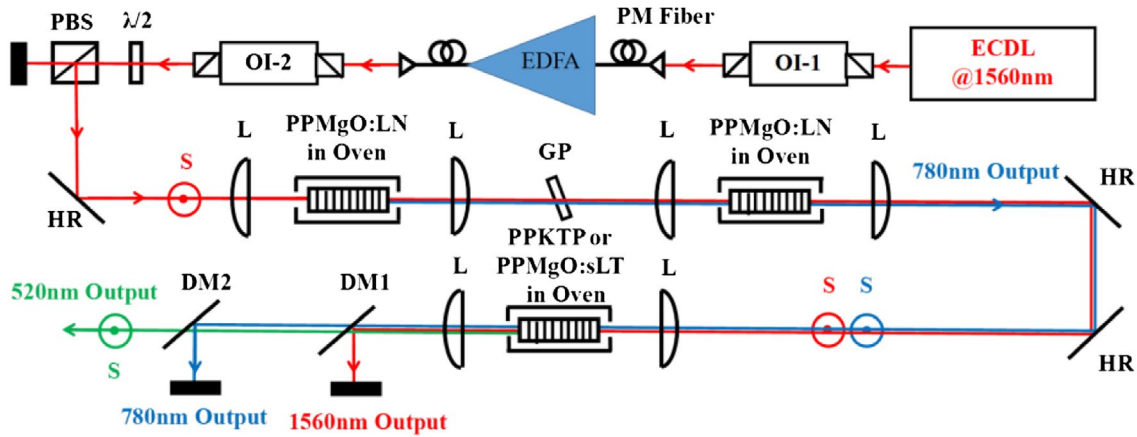 PBS
λ/2
OI-2
EDFA
PM Fiber
OI-1
ECDL
@1560nm
HR
S
L
PPMgO:LN
in Oven
L
GP
L
PPMgO:LN
in Oven
L
780nm Output
HR
520nm Output
S
DM2
DM1
L
PPKTP or
PPMgO:sLT
in Oven
L
S
S
HR
780nm Output
1560nm Output